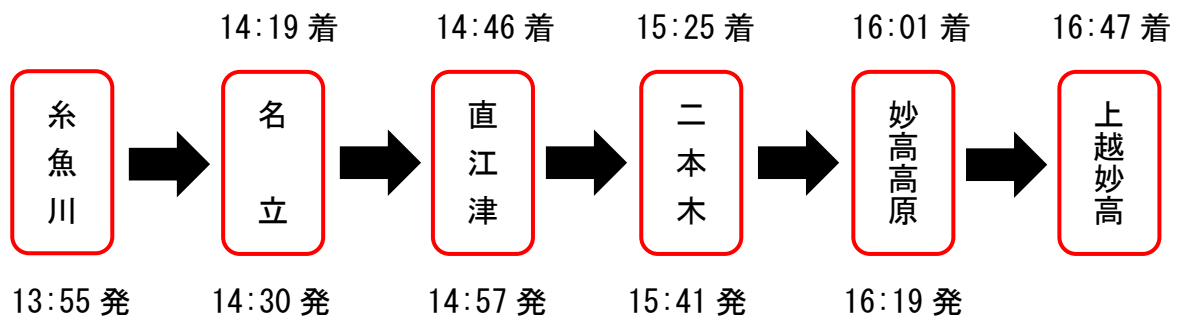 14:19 着 14:46 着 15:25 着 16:01 着 16:47 着
糸魚川 名立 直江津 二本木 妙高高原 上越妙高
13:55 発 14:30 発 14:57 発 15:41 発 16:19 発